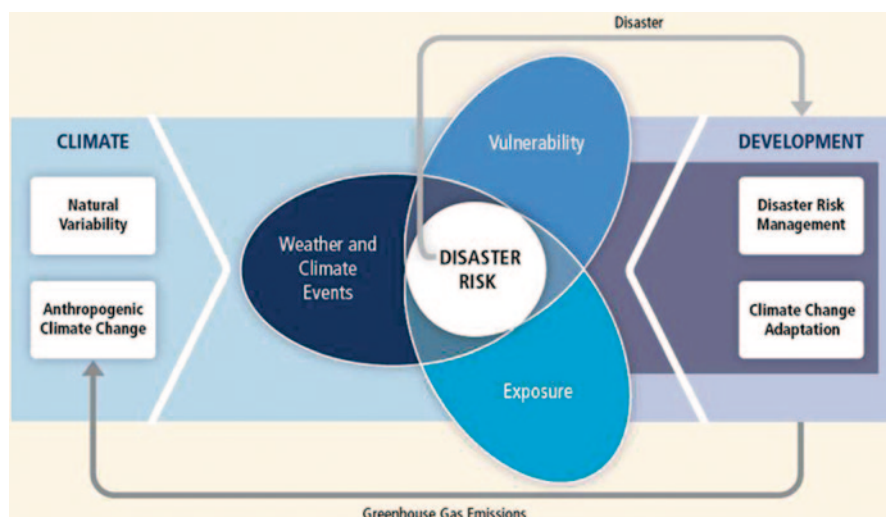 Disaster
CLIMATE
Natural
Variability
Anthropogenic
Climate Change
Weather and
Climate
Events
Vulnerability
DISASTER
RISK
Exposure
DEVELOPMENT
Disaster Risk
Management
Climate Change
Adaptation
Greenhouse Gas Emissions